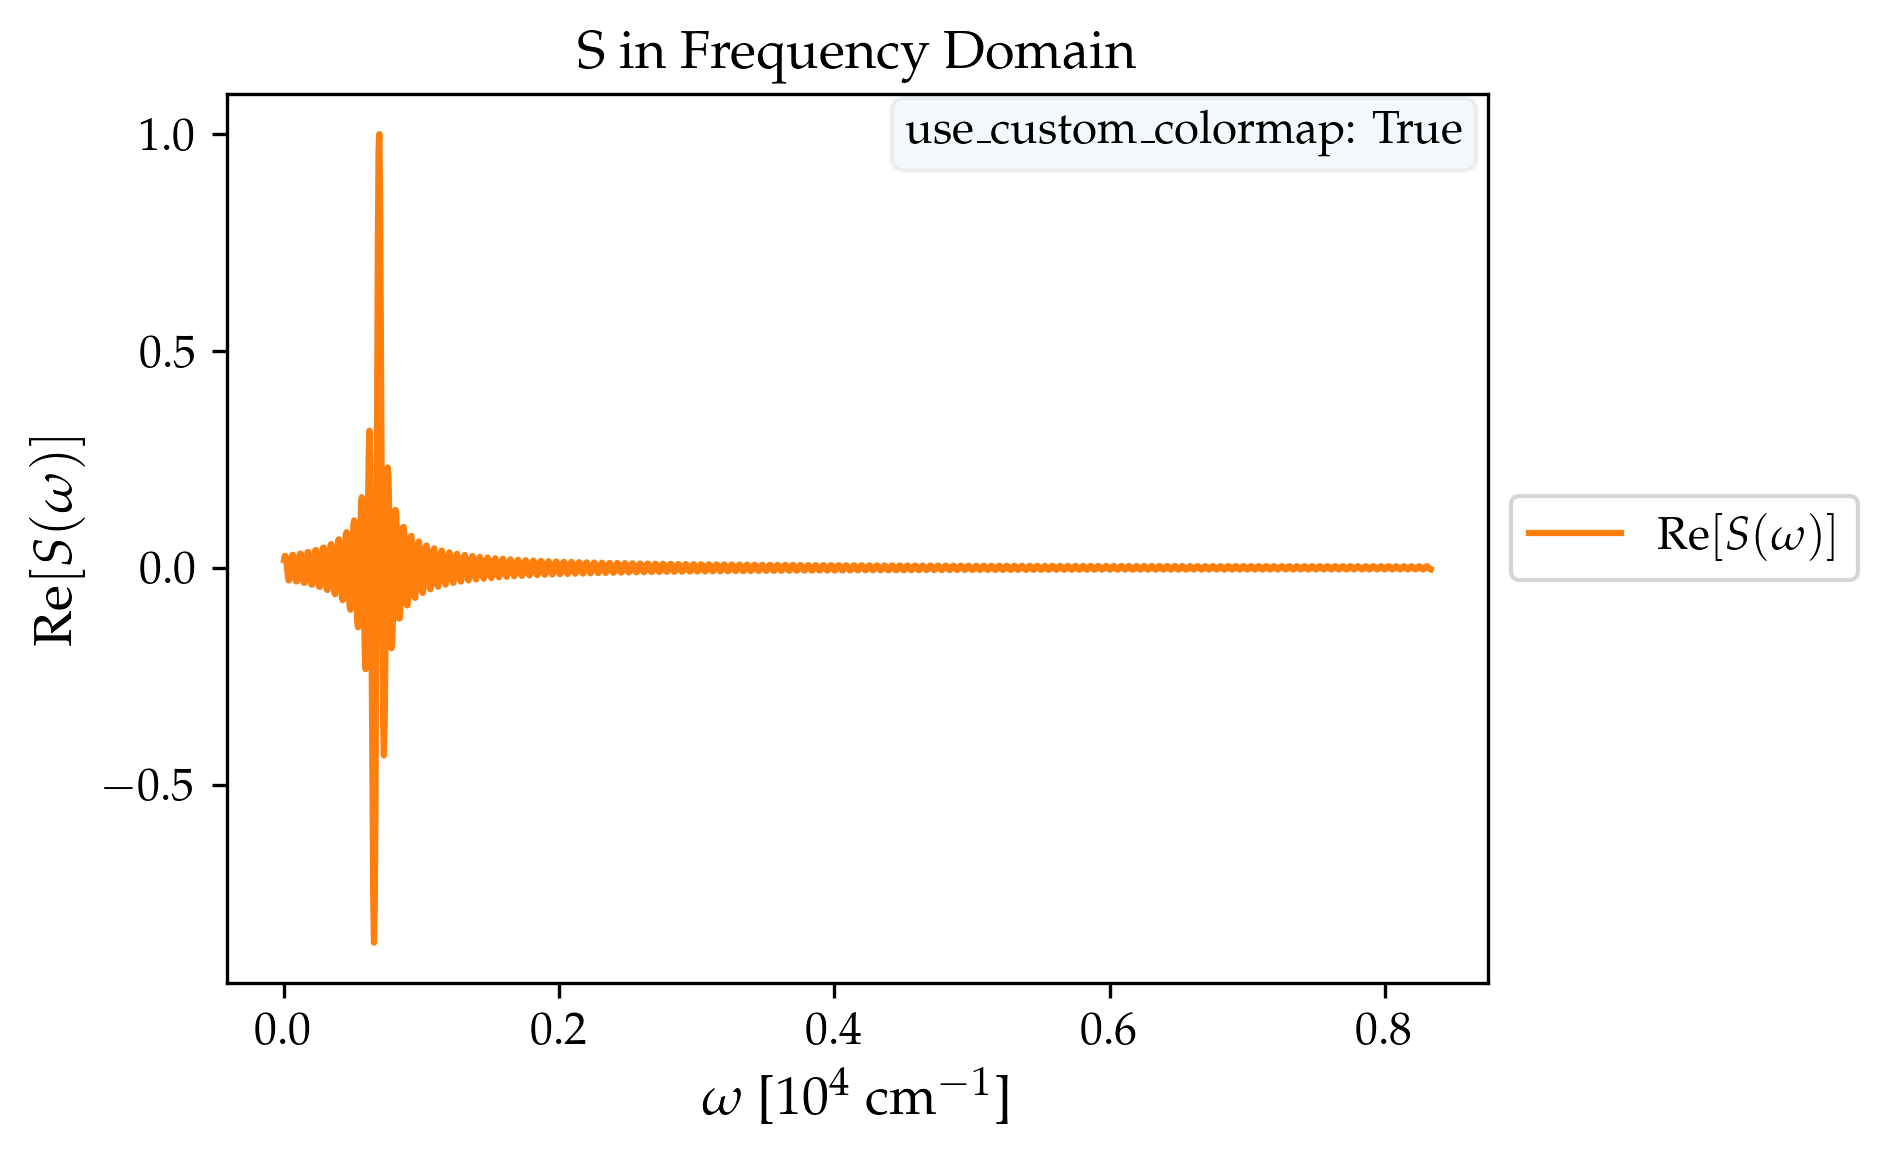 S in Frequency Domain
use_custom_colormap: True
1.0
0.5
0.0
−0.5
Re[S(ω)]
Re[S(ω)]
0.0 0.2 0.4 0.6 0.8
ω [10⁴ cm⁻¹]